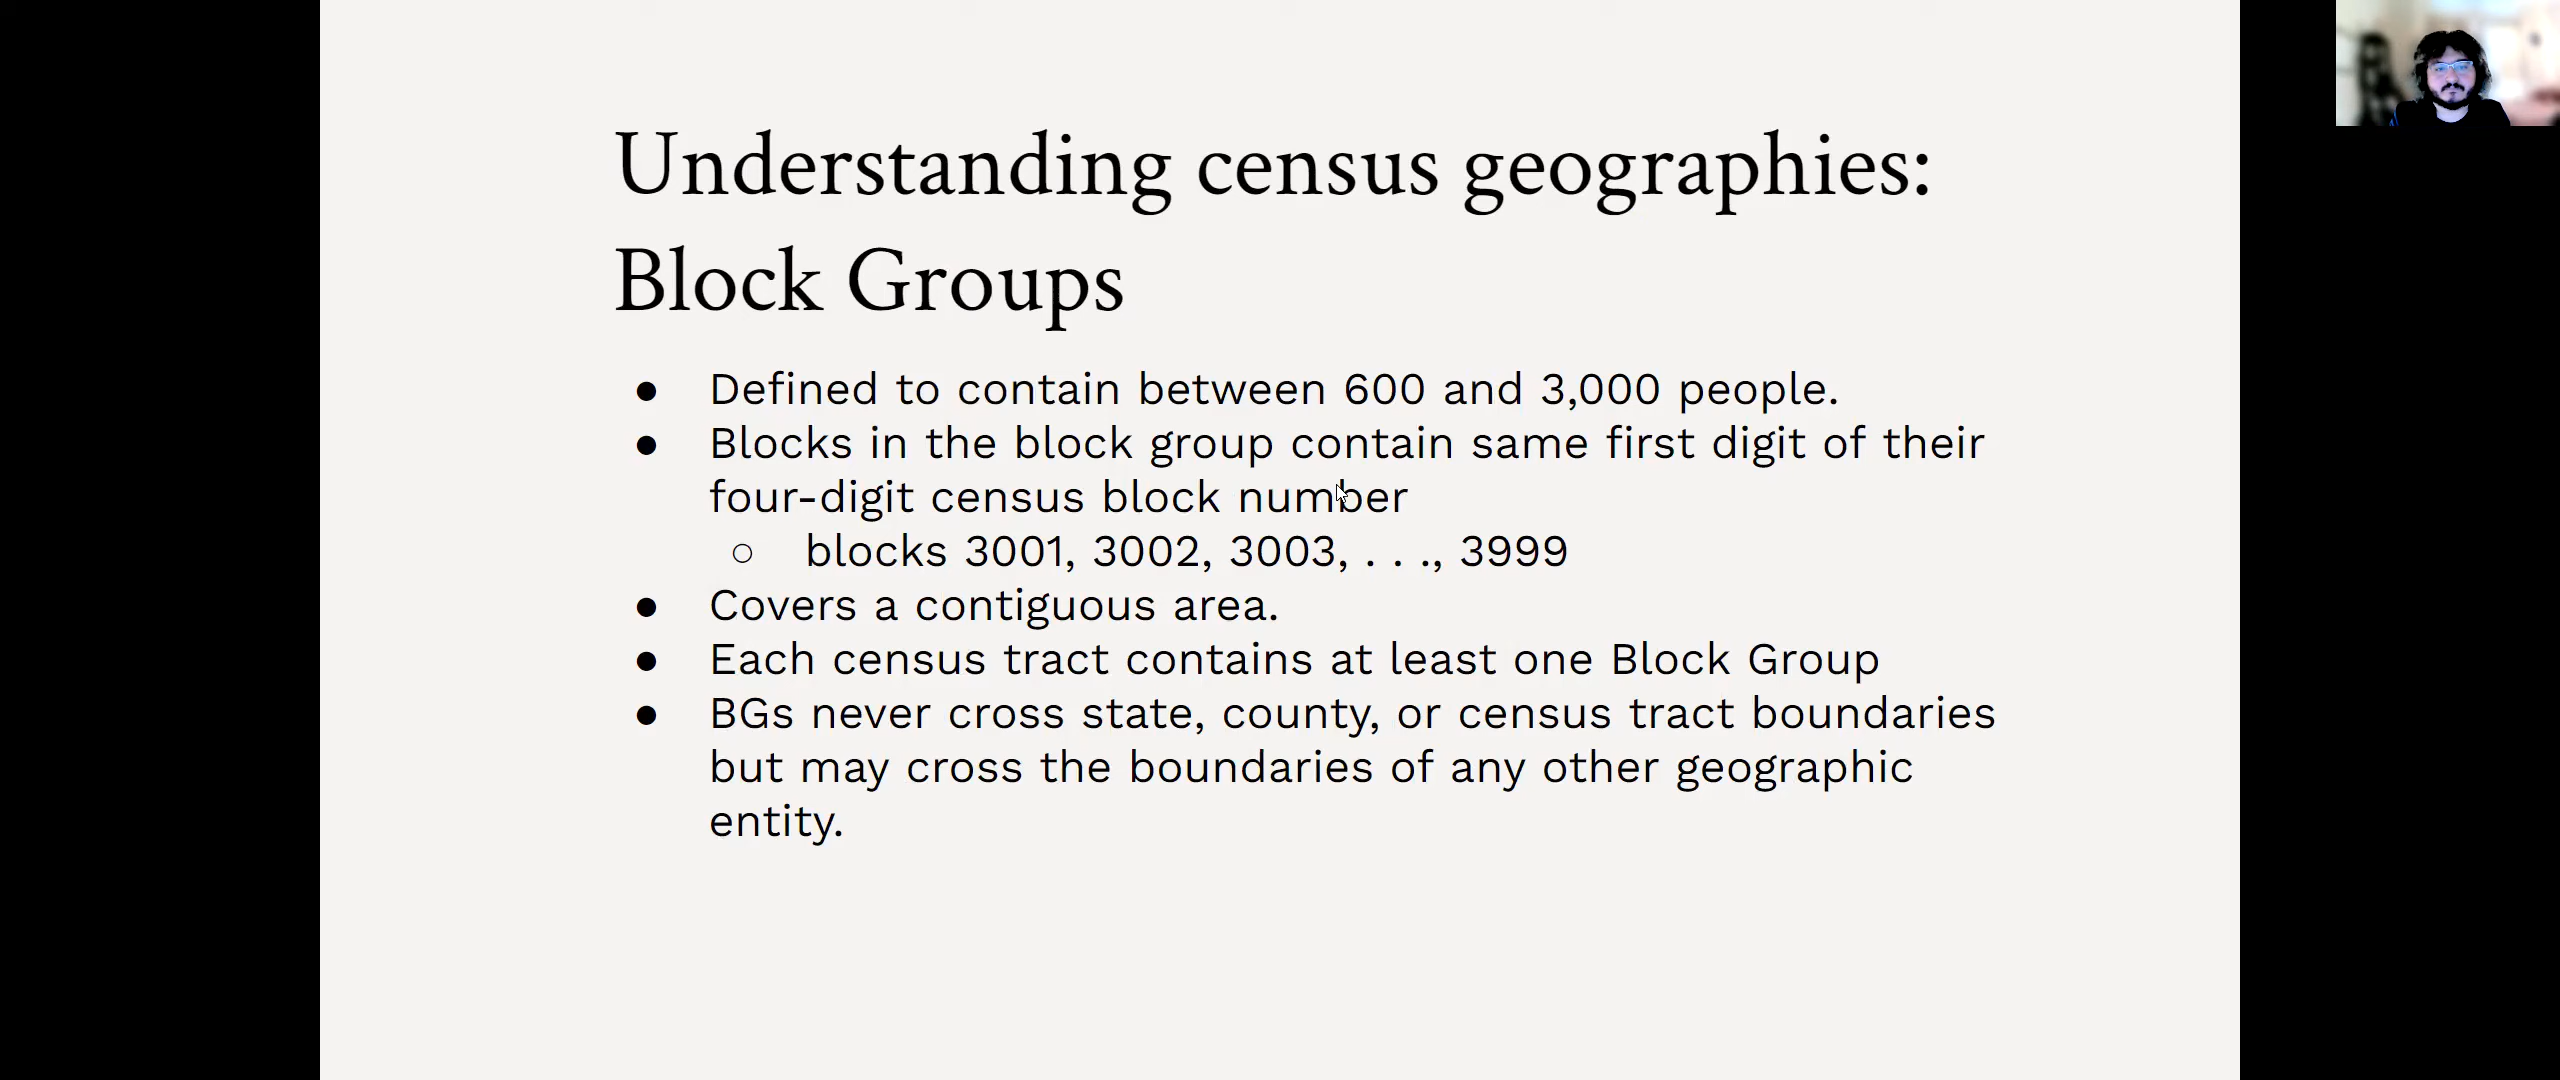 Understanding census geographies:
Block Groups
● Defined to contain between 600 and 3,000 people.
● Blocks in the block group contain same first digit of their
four-digit census block number
○ blocks 3001, 3002, 3003, . . ., 3999
● Covers a contiguous area.
● Each census tract contains at least one Block Group
● BGs never cross state, county, or census tract boundaries
but may cross the boundaries of any other geographic
entity.